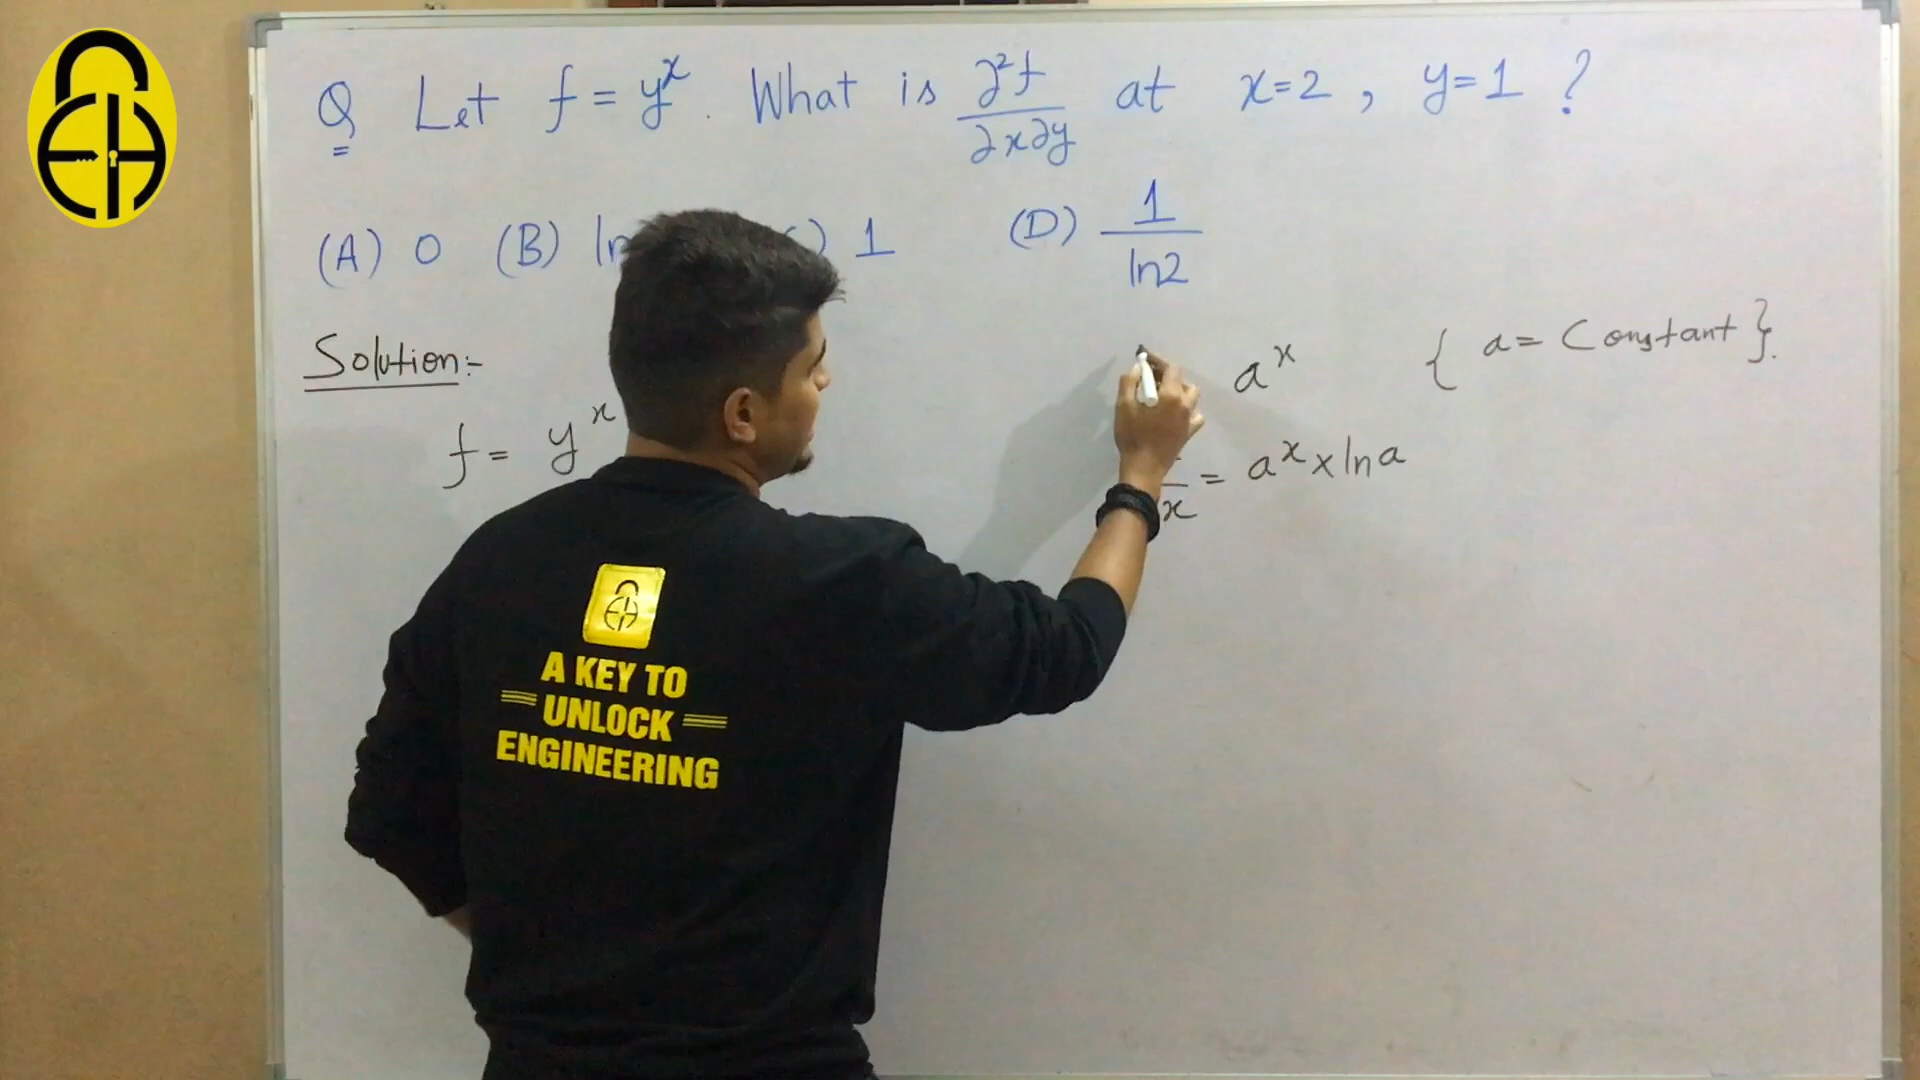 Q Let f = y^x. What is ∂²f/∂x∂y at x=2, y=1 ?
(A) 0 (B) ln ) 1 (D) 1/ln2
Solution:-
a^x { a = Constant }.
f = y^x
x = a^x × ln a
A KEY TO
UNLOCK
ENGINEERING